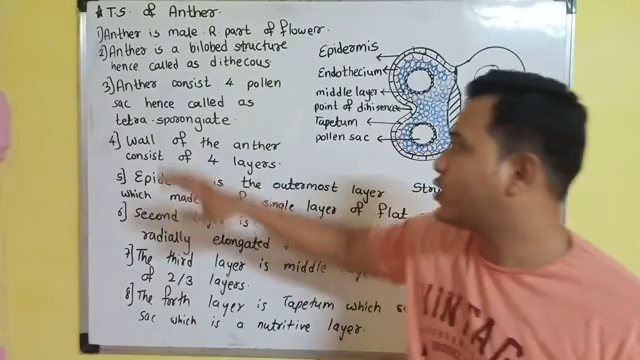 * T.S. of Anther.
1) Anther is male R. part of flower.
2) Anther is a bilobed structure
hence called as dithecous
3) Anther consist 4 pollen
sac hence called as
tetra-sporongiate.
4] Wall of the anther
consist of 4 layers.
5] is the outermost layer
which made single layer of flat
6] Second is
radially elongated
7] The third layer is middle
of 2/3 layers.
8] The forth layer is Tapetum which
sac which is a nutritive layer.
Epidermis
Endothecium
middle layer
point of dihisence
Tapetum
pollen sac